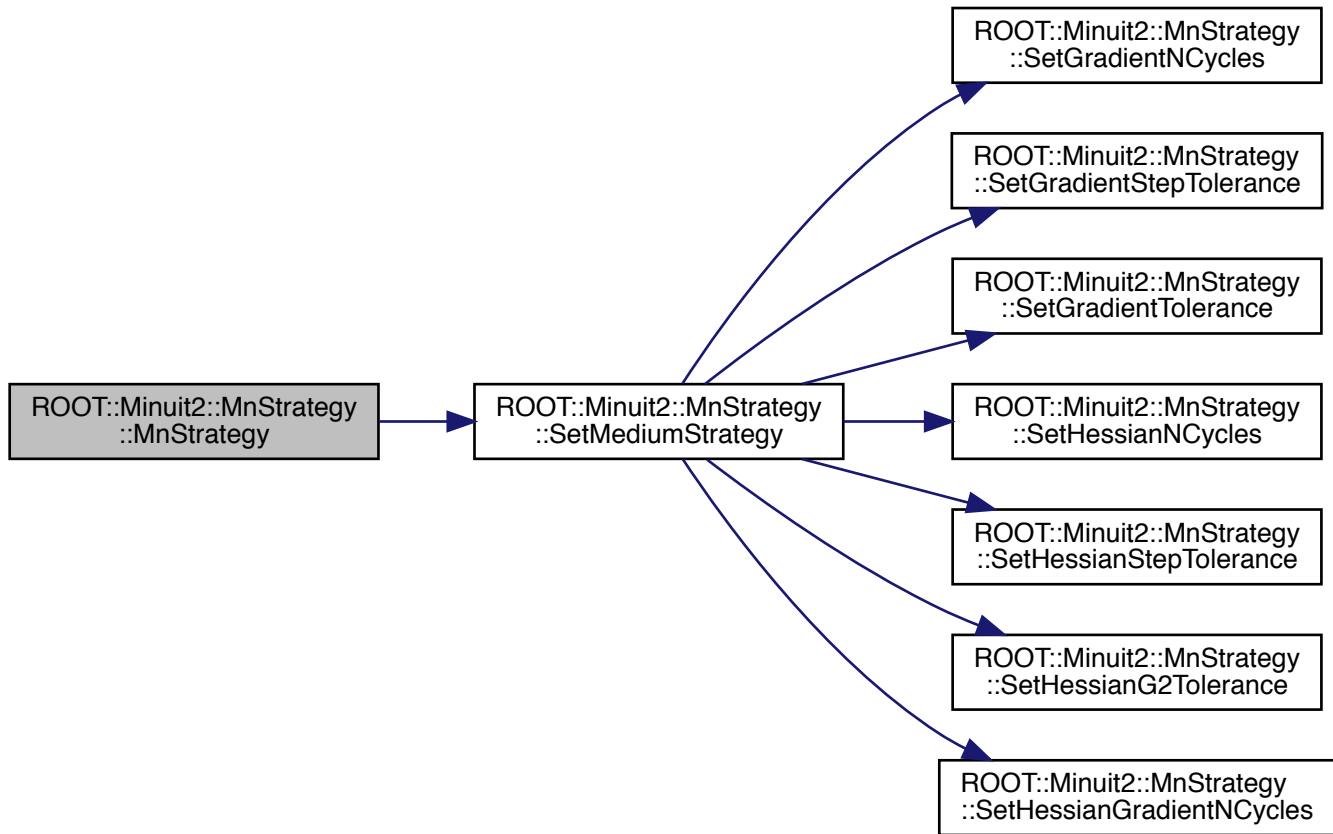 ROOT::Minuit2::MnStrategy
::MnStrategy
ROOT::Minuit2::MnStrategy
::SetMediumStrategy
ROOT::Minuit2::MnStrategy
::SetGradientNCycles
ROOT::Minuit2::MnStrategy
::SetGradientStepTolerance
ROOT::Minuit2::MnStrategy
::SetGradientTolerance
ROOT::Minuit2::MnStrategy
::SetHessianNCycles
ROOT::Minuit2::MnStrategy
::SetHessianStepTolerance
ROOT::Minuit2::MnStrategy
::SetHessianG2Tolerance
ROOT::Minuit2::MnStrategy
::SetHessianGradientNCycles